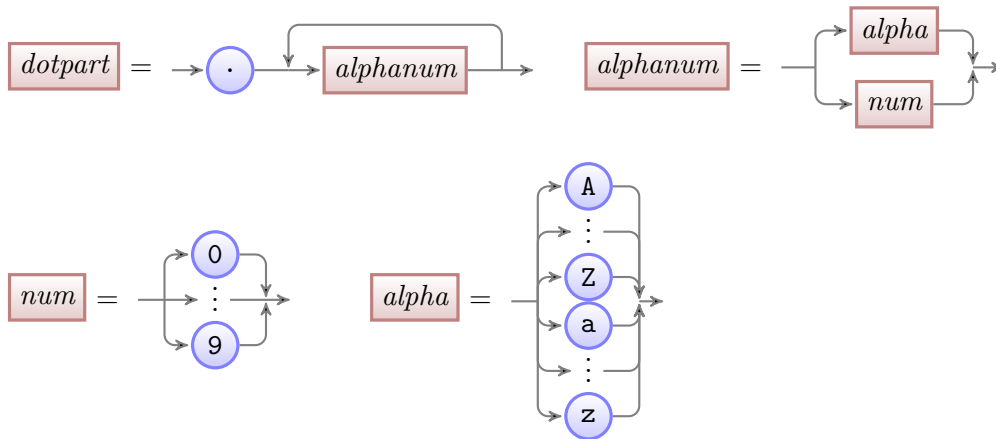 dotpart = . alphanum
alphanum = alpha num
num = 0 ⋮ 9
alpha = A ⋮ Z a ⋮ z